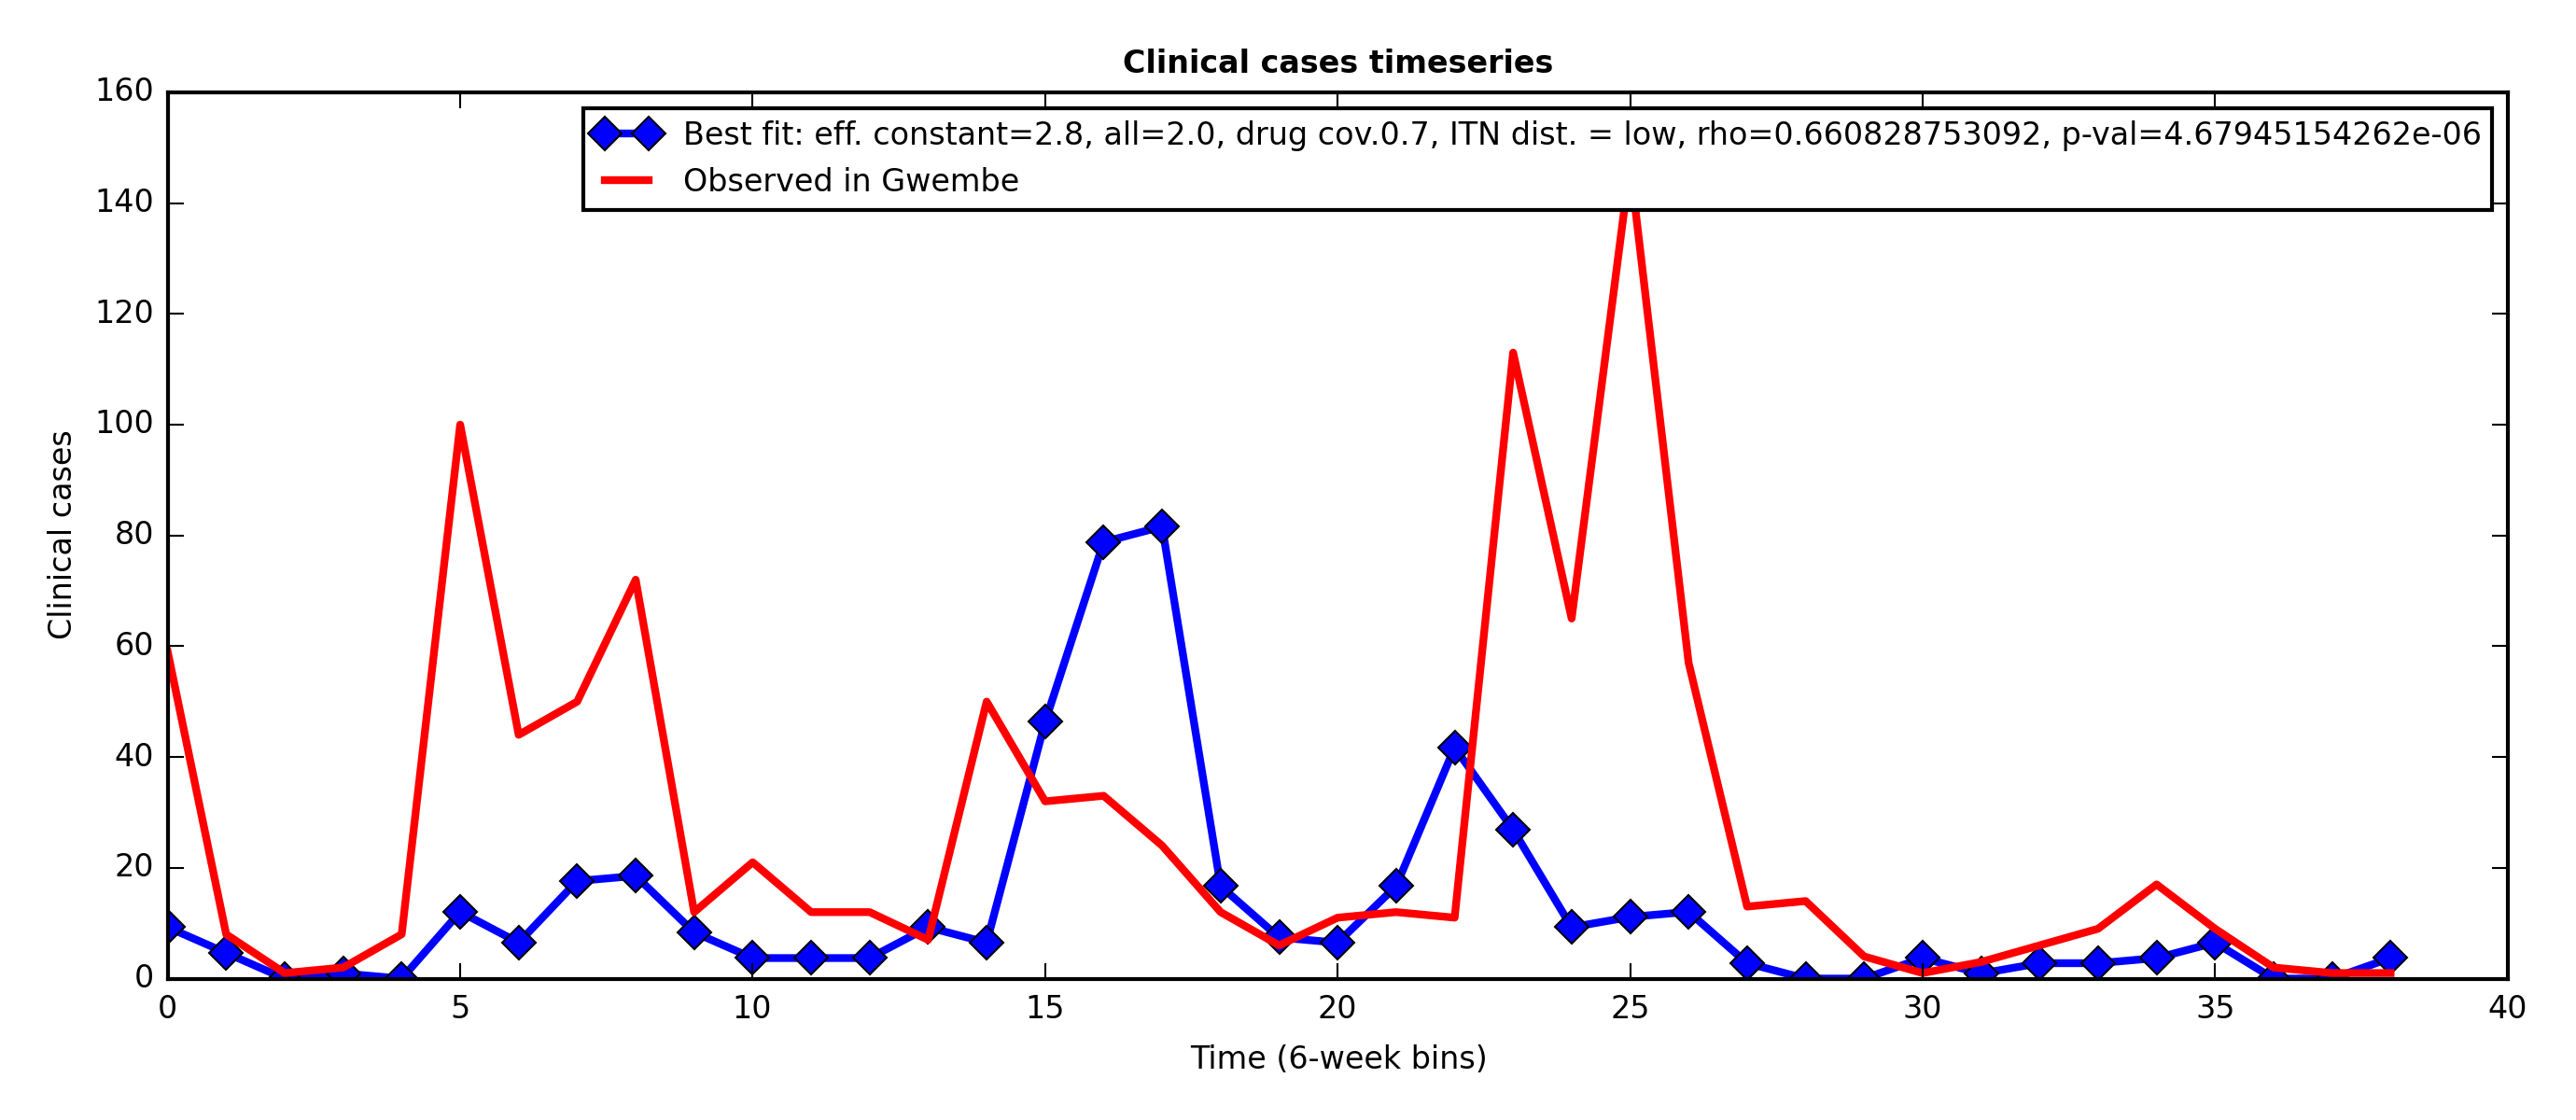 Clinical cases timeseries
160
140
120
100
80
60
40
20
0
Clinical cases
Best fit: eff. constant=2.8, all=2.0, drug cov.0.7, ITN dist. = low, rho=0.660828753092, p-val=4.67945154262e-06
Observed in Gwembe
0 5 10 15 20 25 30 35 40
Time (6-week bins)